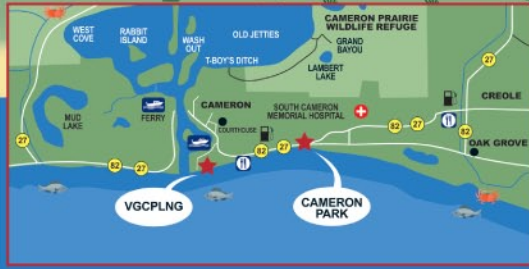 WEST
COVE
RABBIT
ISLAND
WASH
OUT
OLD JETTIES
CAMERON PRAIRIE
WILDLIFE REFUGE
GRAND
BAYOU
T-BOY'S DITCH
LAMBERT
LAKE
27
MUD
LAKE
FERRY
CAMERON
COURTHOUSE
SOUTH CAMERON
MEMORIAL HOSPITAL
CREOLE
27
82
27
82
27
82
27
82
OAK GROVE
VGCPLNG
CAMERON
PARK